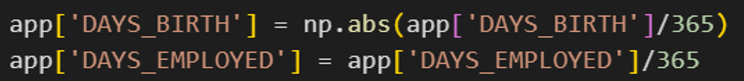 app['DAYS_BIRTH'] = np.abs(app['DAYS_BIRTH']/365)
app['DAYS_EMPLOYED'] = app['DAYS_EMPLOYED']/365